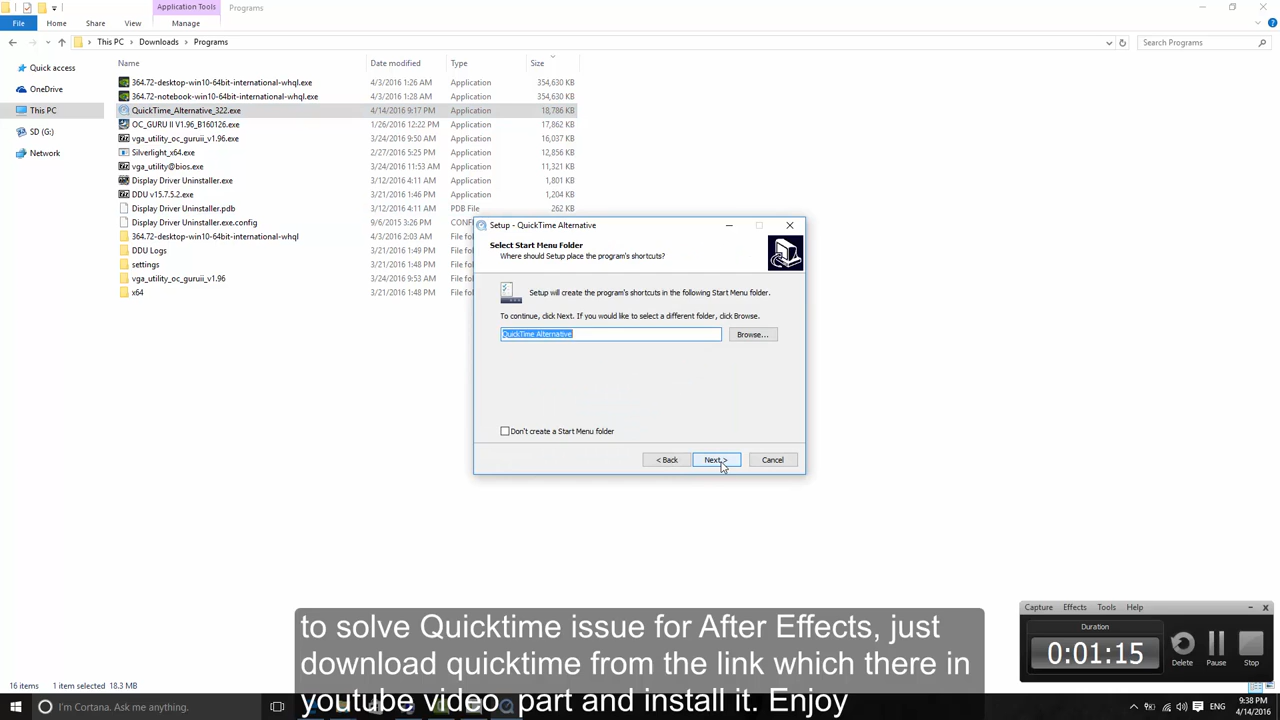 Application Tools
Programs
File
Home
Share
View
Manage
This PC
Downloads
Programs
Search Programs
Quick access
OneDrive
This PC
SD (G:)
Network
Name
Date modified
Type
Size
364.72-desktop-win10-64bit-international-whql.exe
4/3/2016 1:26 AM
Application
354,630 KB
364.72-notebook-win10-64bit-international-whql.exe
4/3/2016 1:28 AM
Application
354,630 KB
QuickTime_Alternative_322.exe
4/14/2016 9:17 PM
Application
18,786 KB
OC_GURU II V1.96_B160126.exe
1/26/2016 12:22 PM
Application
17,862 KB
vga_utility_oc_guruii_v1.96.exe
3/24/2016 9:50 AM
Application
16,037 KB
Silverlight_x64.exe
2/27/2016 5:25 PM
Application
12,856 KB
vga_utility@bios.exe
3/24/2016 11:53 AM
Application
11,321 KB
Display Driver Uninstaller.exe
3/12/2016 4:11 AM
Application
1,801 KB
DDU v15.7.5.2.exe
3/21/2016 1:46 PM
Application
1,204 KB
Display Driver Uninstaller.pdb
3/12/2016 4:11 AM
PDB File
262 KB
Display Driver Uninstaller.exe.config
9/6/2015 3:26 PM
CONF
364.72-desktop-win10-64bit-international-whql
4/3/2016 2:03 AM
File fo
DDU Logs
3/21/2016 1:49 PM
File fo
settings
3/21/2016 1:48 PM
File fo
vga_utility_oc_guruii_v1.96
3/24/2016 9:53 AM
File fo
x64
3/21/2016 1:48 PM
File fo
Setup - QuickTime Alternative
Select Start Menu Folder
Where should Setup place the program's shortcuts?
Setup will create the program's shortcuts in the following Start Menu folder.
To continue, click Next. If you would like to select a different folder, click Browse.
QuickTime Alternative
Browse...
Don't create a Start Menu folder
< Back
Next >
Cancel
Capture
Effects
Tools
Help
Duration
0:01:15
Delete
Pause
Stop
to solve Quicktime issue for After Effects, just
download quicktime from the link which there in
youtube video part and install it. Enjoy
16 items
1 item selected 18.3 MB
I'm Cortana. Ask me anything.
ENG
9:38 PM
4/14/2016